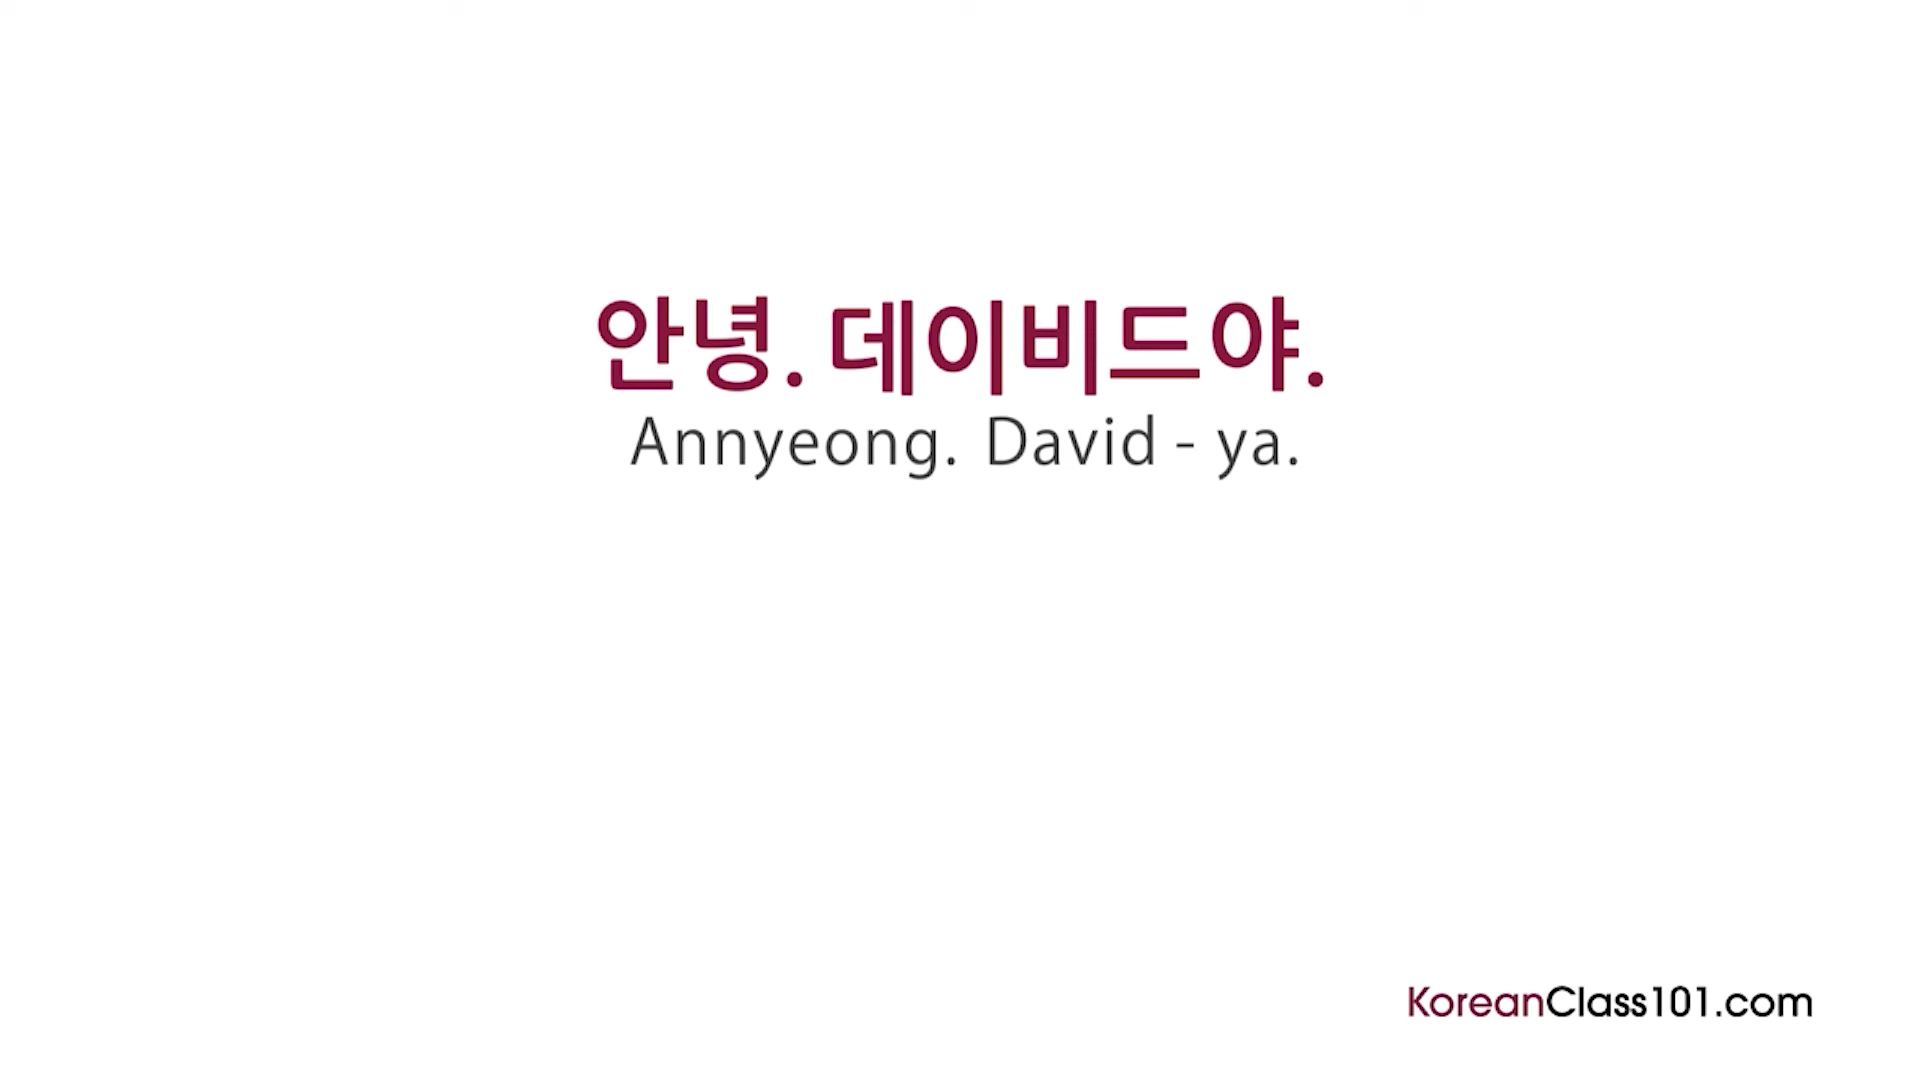 안녕. 데이비드야.
Annyeong. David - ya.
KoreanClass101.com